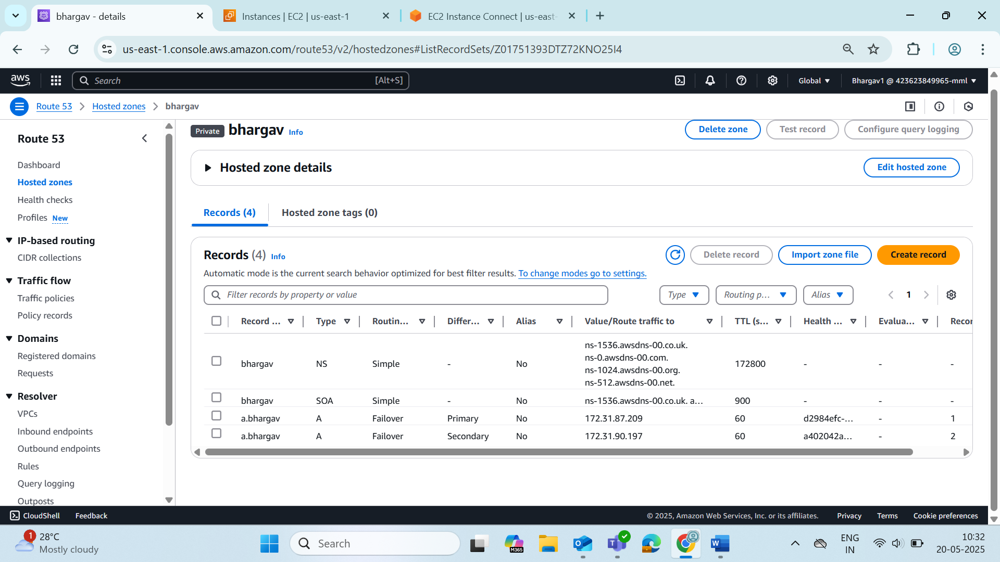 bhargav - details
Instances | EC2 | us-east-1
EC2 Instance Connect | us-east-
us-east-1.console.aws.amazon.com/route53/v2/hostedzones#ListRecordSets/Z01751393DTZ72KNO25I4
aws
Search [Alt+S]
Global
Bhargav1 @ 423623849965-mml
Route 53 > Hosted zones > bhargav
Route 53
Dashboard
Hosted zones
Health checks
Profiles New
IP-based routing
CIDR collections
Traffic flow
Traffic policies
Policy records
Domains
Registered domains
Requests
Resolver
VPCs
Inbound endpoints
Outbound endpoints
Rules
Query logging
Outposts
Private bhargav Info
Delete zone
Test record
Configure query logging
Hosted zone details
Edit hosted zone
Records (4)
Hosted zone tags (0)
Records (4) Info
Delete record
Import zone file
Create record
Automatic mode is the current search behavior optimized for best filter results. To change modes go to settings.
Filter records by property or value
Type
Routing p...
Alias
1
Record ... Type Routin... Differ... Alias Value/Route traffic to TTL (s... Health ... Evalua... Recor
ns-1536.awsdns-00.co.uk.
ns-0.awsdns-00.com.
bhargav NS Simple - No 172800 - - -
ns-1024.awsdns-00.org.
ns-512.awsdns-00.net.
bhargav SOA Simple - No ns-1536.awsdns-00.co.uk. a... 900 - - -
a.bhargav A Failover Primary No 172.31.87.209 60 d2984efc-... - 1
a.bhargav A Failover Secondary No 172.31.90.197 60 a402042a... - 2
CloudShell
Feedback
© 2025, Amazon Web Services, Inc. or its affiliates.
Privacy
Terms
Cookie preferences
1
28°C
Mostly cloudy
Search
M365
ENG
IN
10:32
20-05-2025